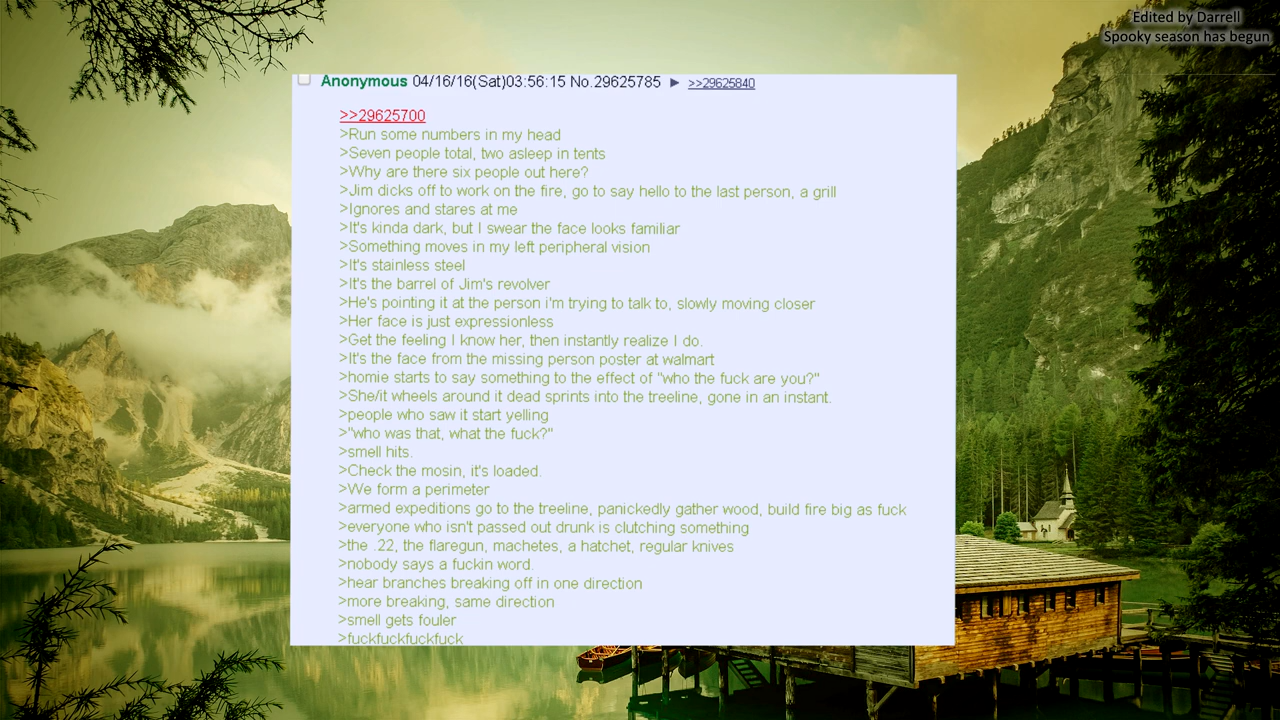 Edited by Darrell
Spooky season has begun
Anonymous 04/16/16(Sat)03:56:15 No.29625785 ► >>29625840
>>29625700
>Run some numbers in my head
>Seven people total, two asleep in tents
>Why are there six people out here?
>Jim dicks off to work on the fire, go to say hello to the last person, a grill
>Ignores and stares at me
>It's kinda dark, but I swear the face looks familiar
>Something moves in my left peripheral vision
>It's stainless steel
>It's the barrel of Jim's revolver
>He's pointing it at the person i'm trying to talk to, slowly moving closer
>Her face is just expressionless
>Get the feeling I know her, then instantly realize I do.
>It's the face from the missing person poster at walmart
>homie starts to say something to the effect of "who the fuck are you?"
>She/it wheels around it dead sprints into the treeline, gone in an instant.
>people who saw it start yelling
>"who was that, what the fuck?"
>smell hits.
>Check the mosin, it's loaded.
>We form a perimeter
>armed expeditions go to the treeline, panickedly gather wood, build fire big as fuck
>everyone who isn't passed out drunk is clutching something
>the .22, the flaregun, machetes, a hatchet, regular knives
>nobody says a fuckin word.
>hear branches breaking off in one direction
>more breaking, same direction
>smell gets fouler
>fuckfuckfuckfuck